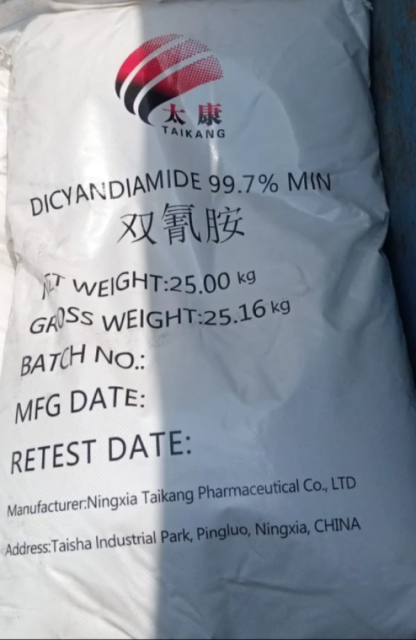 太康
TAIKANG
DICYANDIAMIDE 99.7% MIN
双氰胺
WEIGHT:25.00 kg
GROSS WEIGHT:25.16 kg
BATCH NO.:
MFG DATE:
RETEST DATE:
Manufacturer:Ningxia Taikang Pharmaceutical Co., LTD
Address:Taisha Industrial Park, Pingluo, Ningxia, CHINA